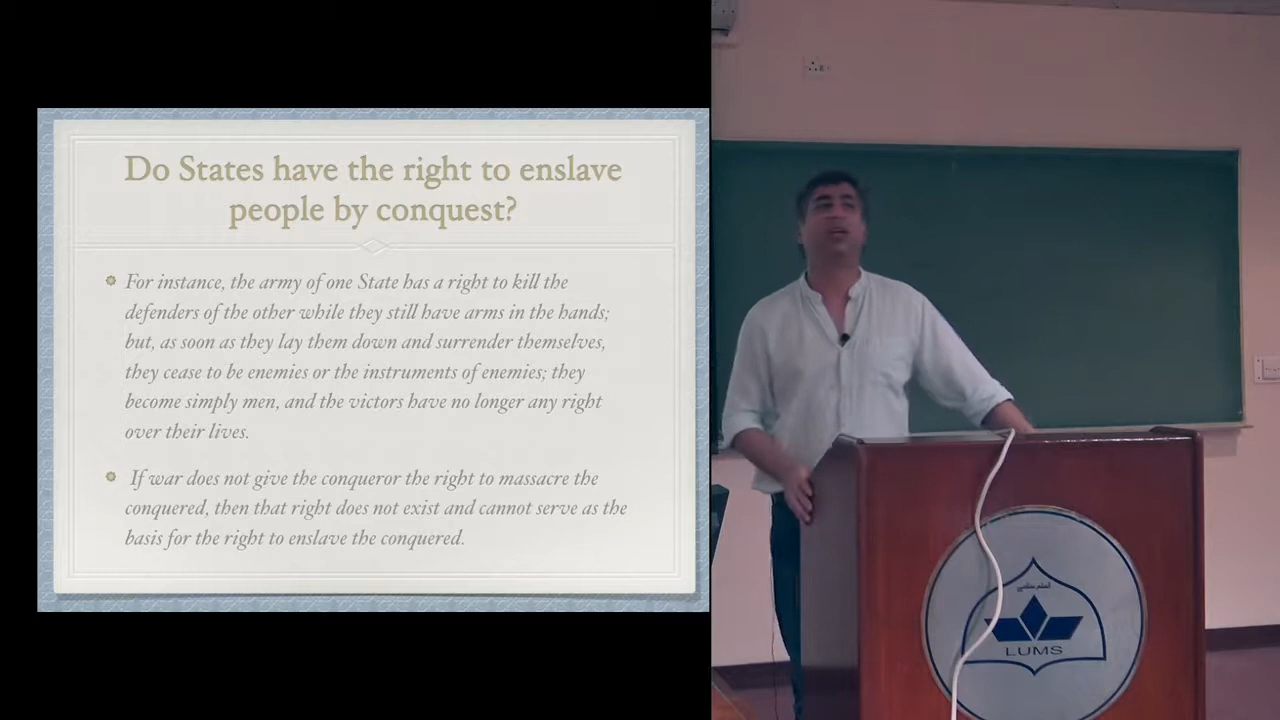 Do States have the right to enslave
people by conquest?
For instance, the army of one State has a right to kill the
defenders of the other while they still have arms in the hands;
but, as soon as they lay them down and surrender themselves,
they cease to be enemies or the instruments of enemies; they
become simply men, and the victors have no longer any right
over their lives.
If war does not give the conqueror the right to massacre the
conquered, then that right does not exist and cannot serve as the
basis for the right to enslave the conquered.
LUMS